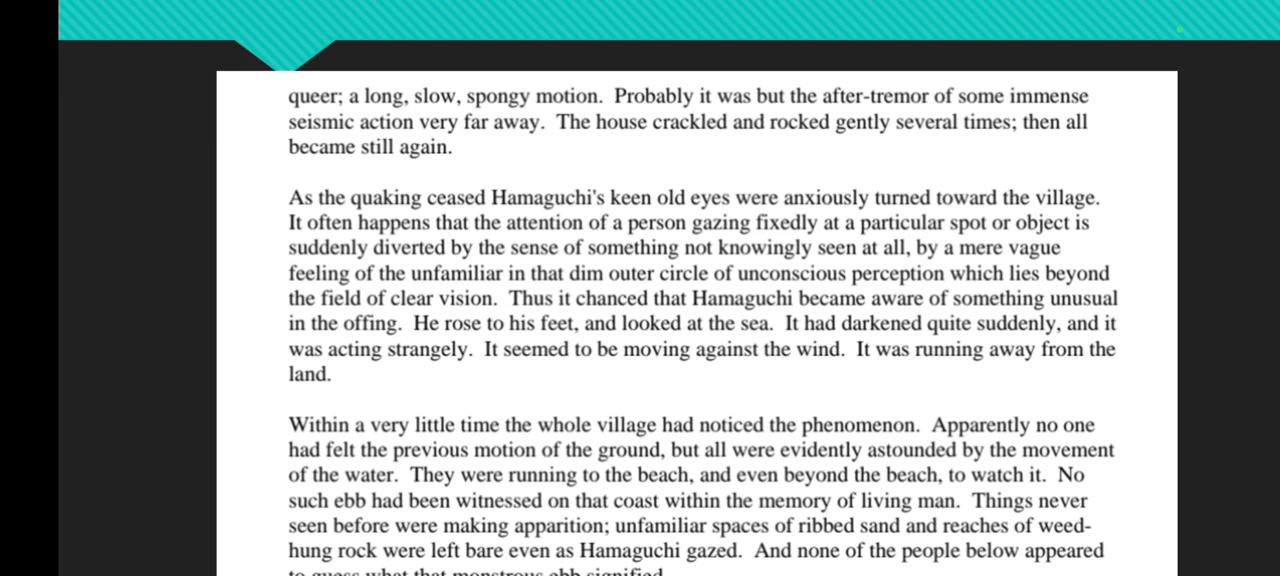 queer; a long, slow, spongy motion.  Probably it was but the after-tremor of some immense
seismic action very far away.  The house crackled and rocked gently several times; then all
became still again.
As the quaking ceased Hamaguchi's keen old eyes were anxiously turned toward the village.
It often happens that the attention of a person gazing fixedly at a particular spot or object is
suddenly diverted by the sense of something not knowingly seen at all, by a mere vague
feeling of the unfamiliar in that dim outer circle of unconscious perception which lies beyond
the field of clear vision.  Thus it chanced that Hamaguchi became aware of something unusual
in the offing.  He rose to his feet, and looked at the sea.  It had darkened quite suddenly, and it
was acting strangely.  It seemed to be moving against the wind.  It was running away from the
land.
Within a very little time the whole village had noticed the phenomenon.  Apparently no one
had felt the previous motion of the ground, but all were evidently astounded by the movement
of the water.  They were running to the beach, and even beyond the beach, to watch it.  No
such ebb had been witnessed on that coast within the memory of living man.  Things never
seen before were making apparition; unfamiliar spaces of ribbed sand and reaches of weed-
hung rock were left bare even as Hamaguchi gazed.  And none of the people below appeared
to guess what that monstrous ebb signified.